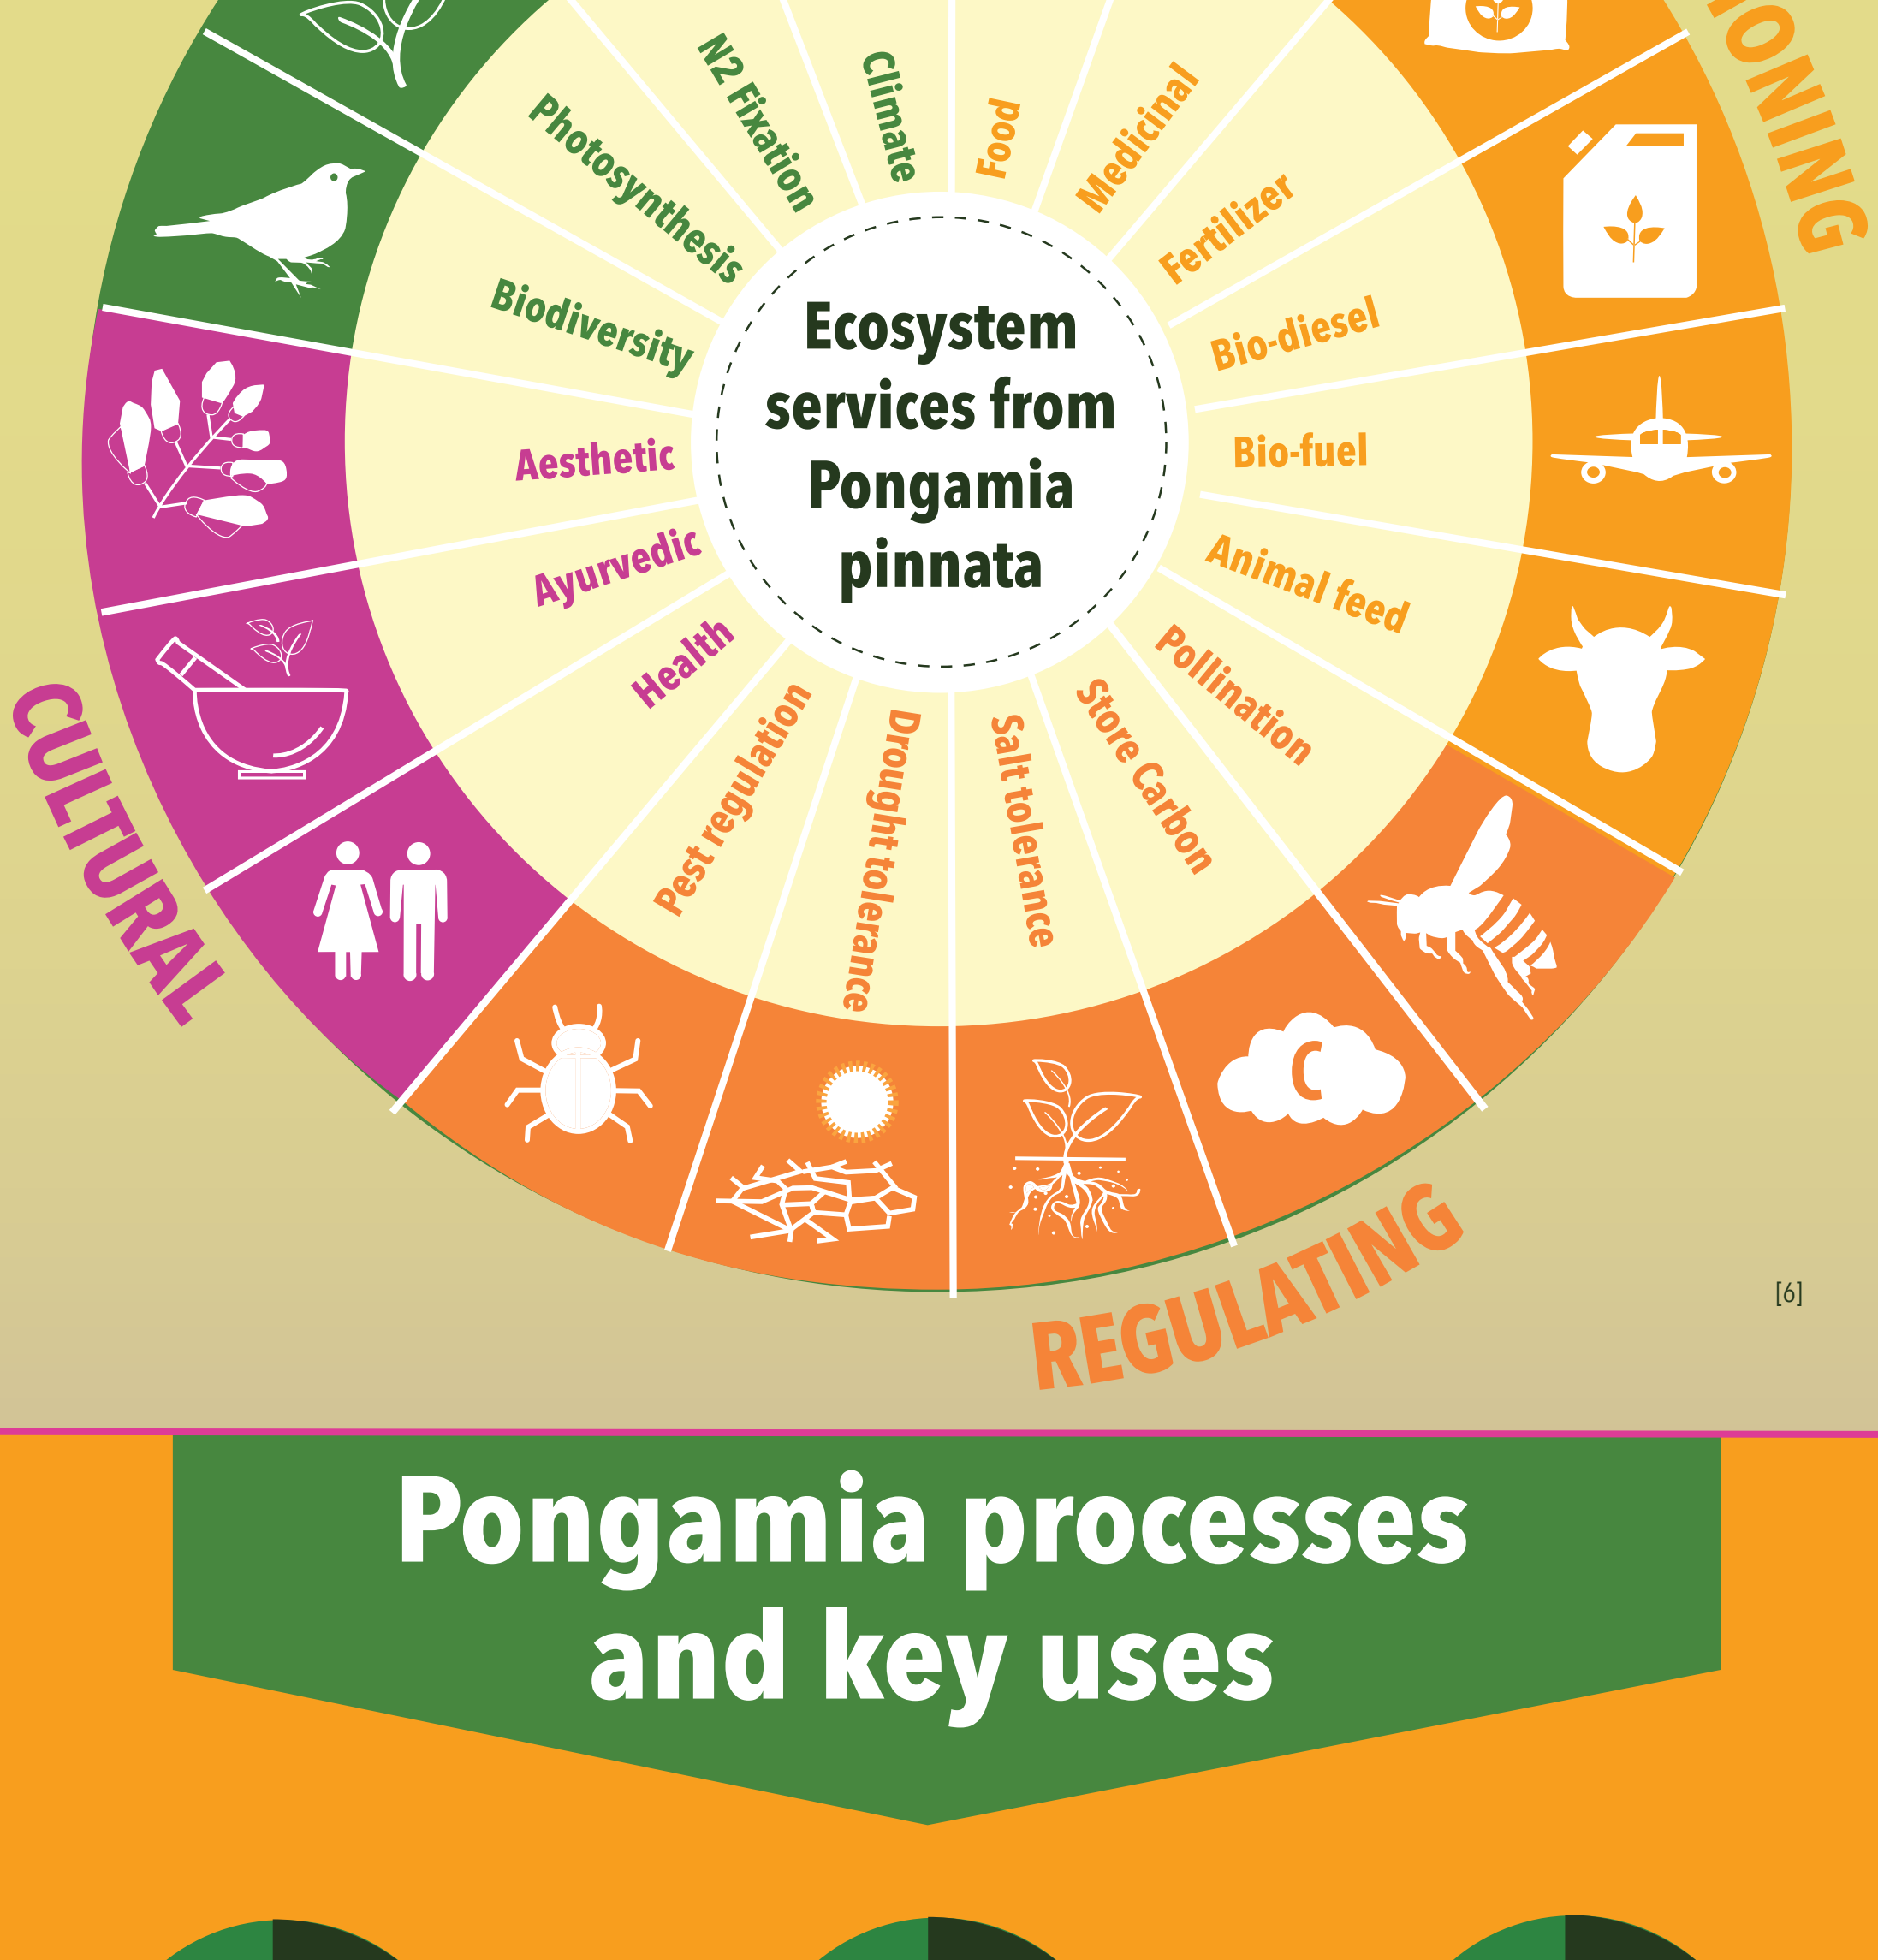 Ecosystem
services from
Pongamia
pinnata
Climate
Food
Medicinal
Fertilizer
Bio-diesel
Bio-fuel
Animal feed
Pollination
Store Carbon
Salt tolerance
Drought tolerance
Pest regulation
Health
Ayurvedic
Aesthetic
Biodiversity
Photosynthesis
N2 Fixation
C
CULTURAL
REGULATING
[6]
Pongamia processes
and key uses